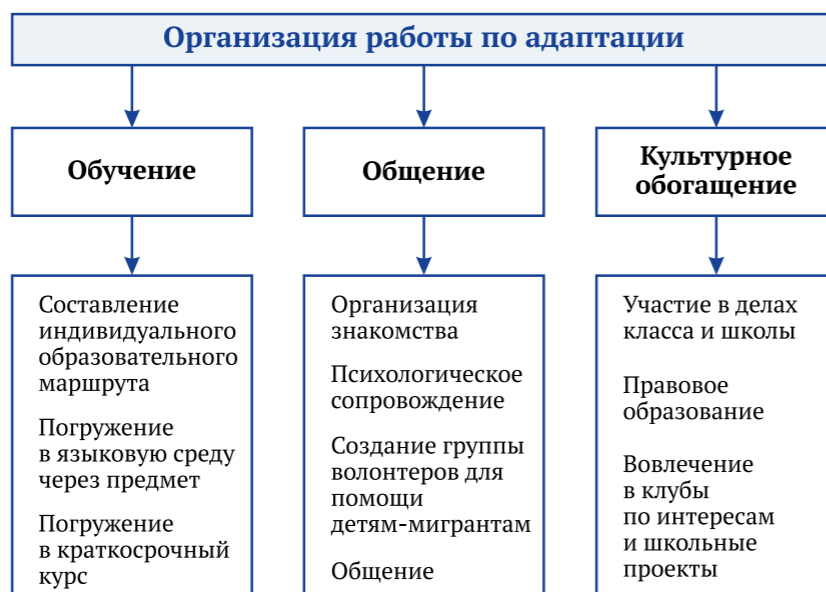 Организация работы по адаптации
Обучение
Общение
Культурное
обогащение
Составление
индивидуального
образовательного
маршрута
Погружение
в языковую среду
через предмет
Погружение
в краткосрочный
курс
Организация
знакомства
Психологическое
сопровождение
Создание группы
волонтеров для
помощи
детям-мигрантам
Общение
Участие в делах
класса и школы
Правовое
образование
Вовлечение
в клубы
по интересам
и школьные
проекты